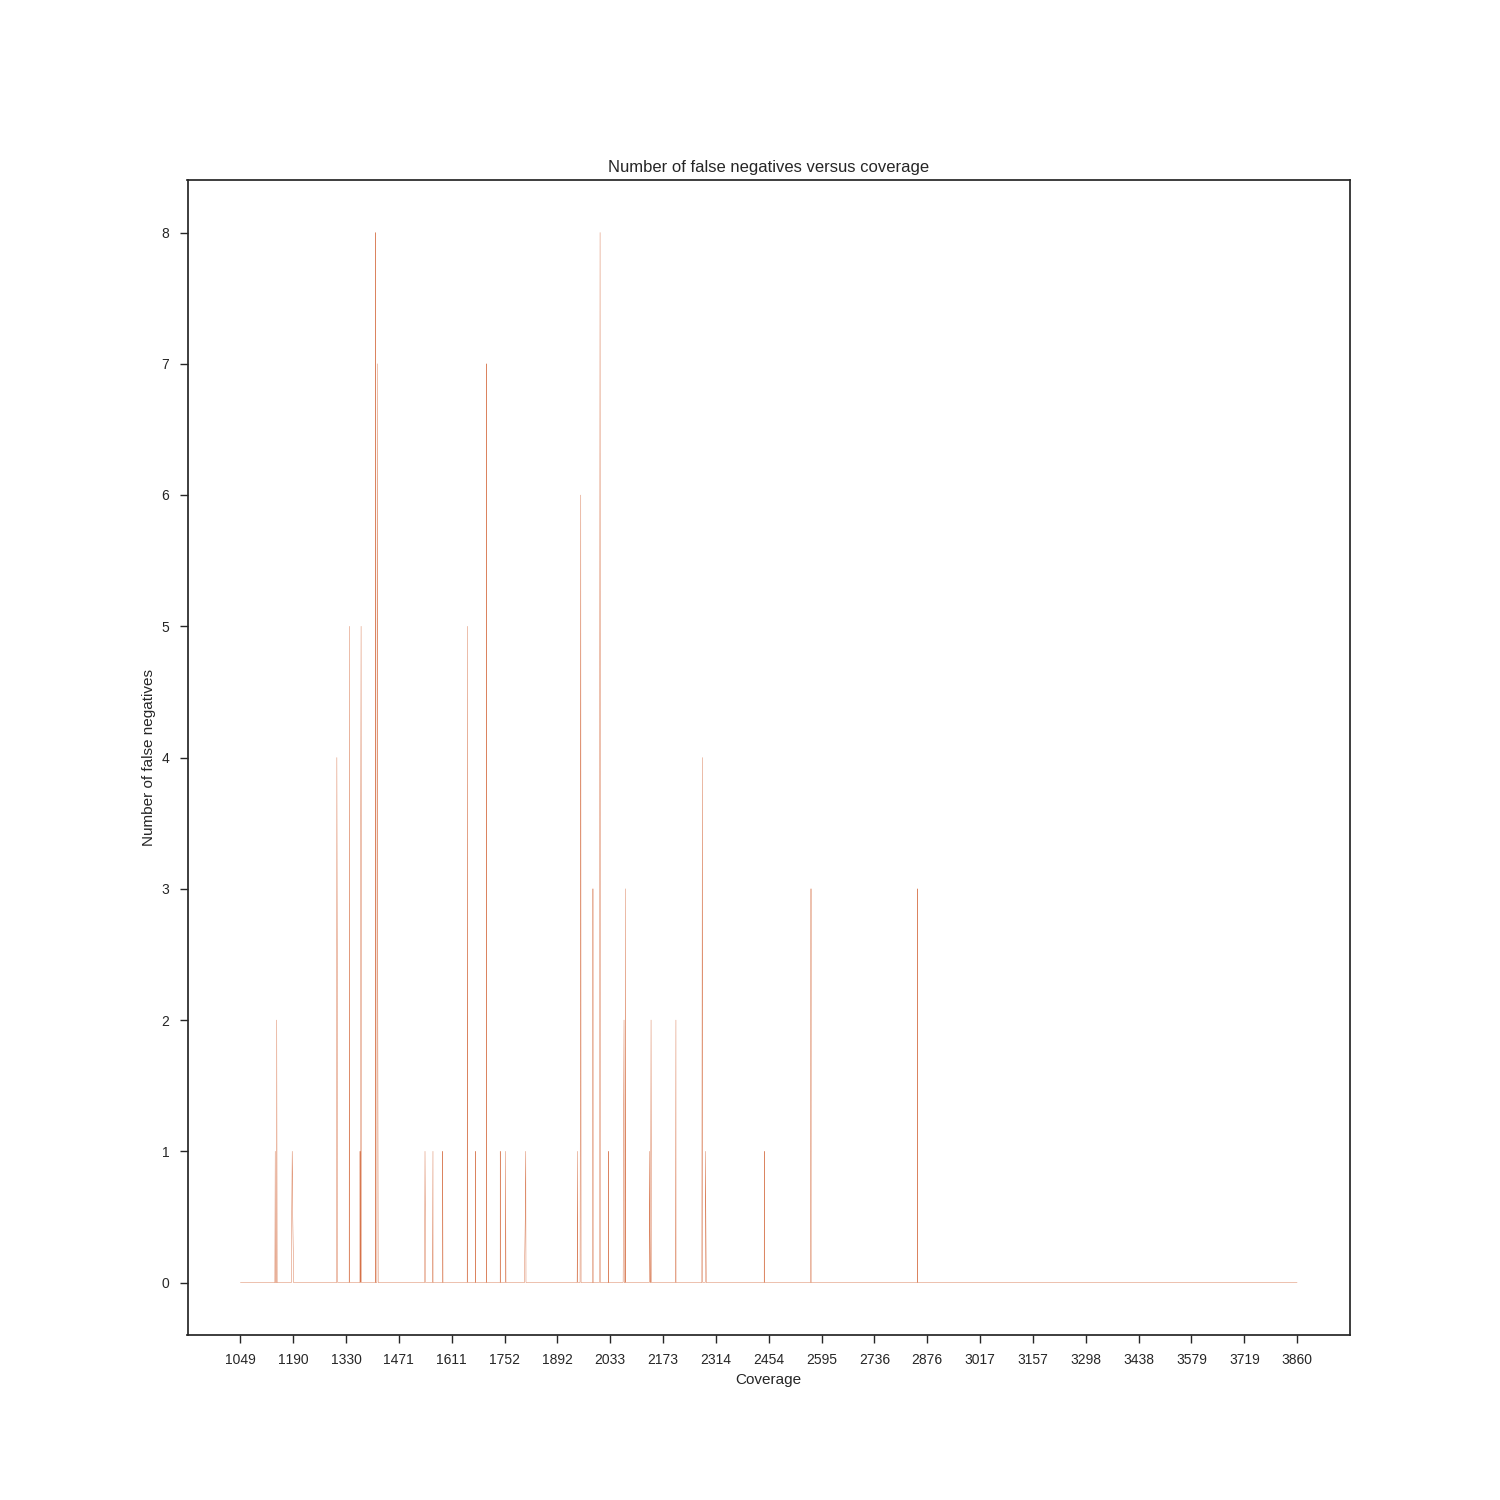 Number of false negatives versus coverage
8
7
6
5
4
3
2
1
0
Number of false negatives
1049 1190 1330 1471 1611 1752 1892 2033 2173 2314 2454 2595 2736 2876 3017 3157 3298 3438 3579 3719 3860
Coverage